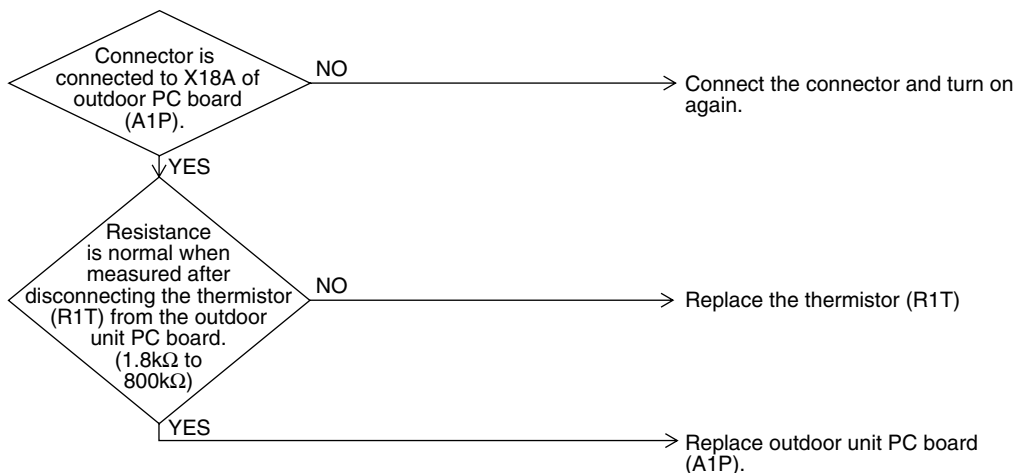 Connector is
connected to X18A of
outdoor PC board
(A1P).
NO
Connect the connector and turn on
again.
YES
Resistance
is normal when
measured after
disconnecting the thermistor
(R1T) from the outdoor
unit PC board.
(1.8kΩ to
800kΩ)
NO
Replace the thermistor (R1T)
YES
Replace outdoor unit PC board
(A1P).